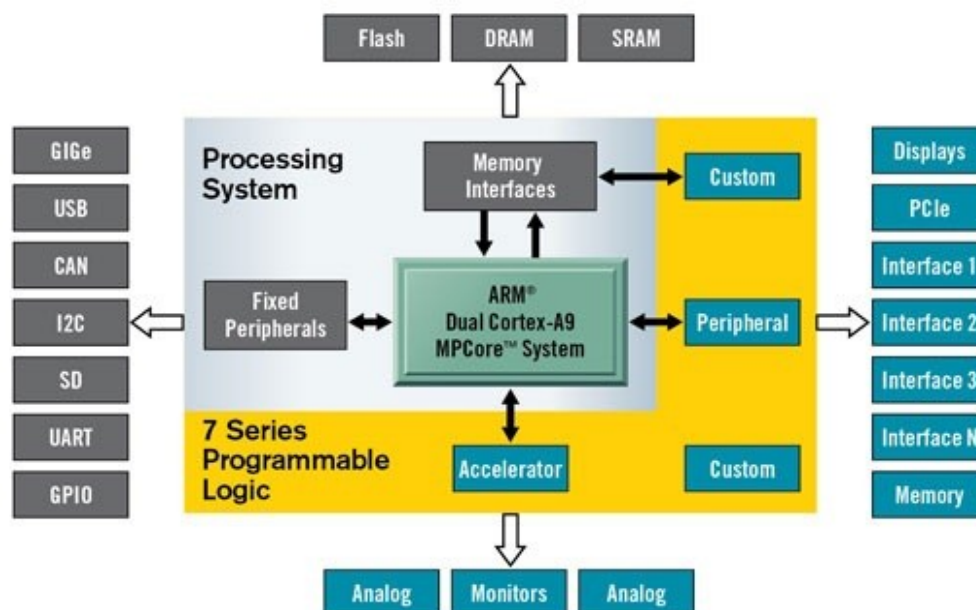 Flash
DRAM
SRAM
GIGe
USB
CAN
I2C
SD
UART
GPIO
Processing
System
Memory
Interfaces
Custom
Fixed
Peripherals
ARM®
Dual Cortex-A9
MPCore™ System
Peripheral
7 Series
Programmable
Logic
Accelerator
Custom
Displays
PCIe
Interface 1
Interface 2
Interface 3
Interface N
Memory
Analog
Monitors
Analog